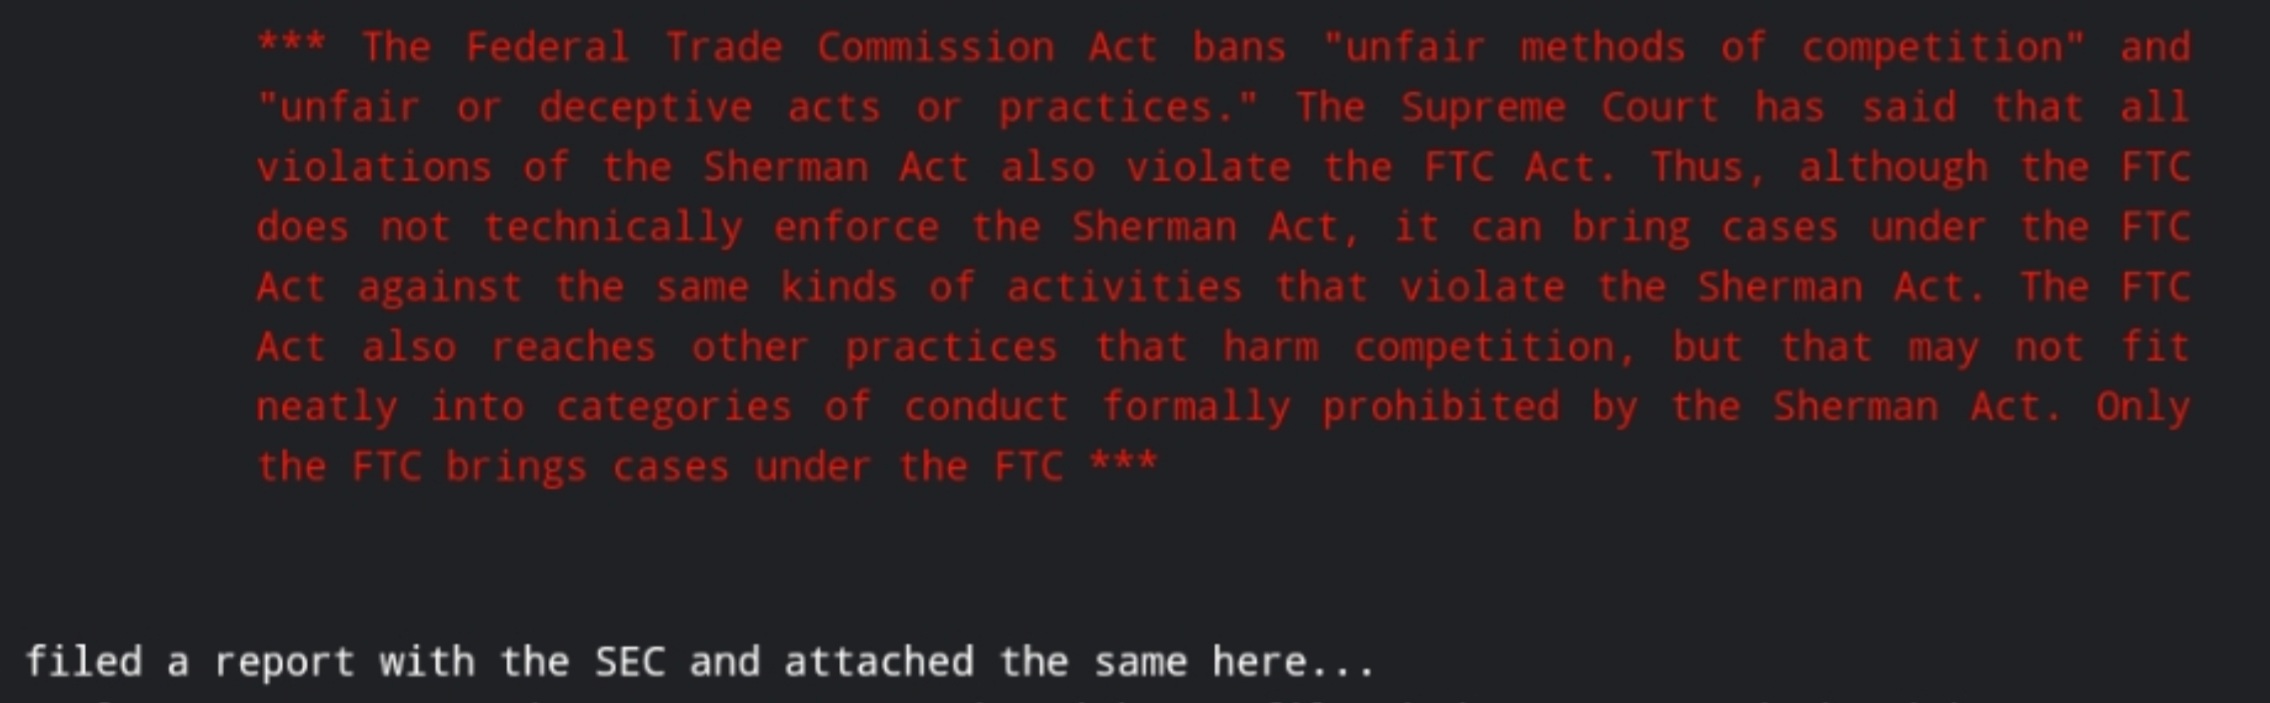 *** The Federal Trade Commission Act bans "unfair methods of competition" and
"unfair or deceptive acts or practices." The Supreme Court has said that all
violations of the Sherman Act also violate the FTC Act. Thus, although the FTC
does not technically enforce the Sherman Act, it can bring cases under the FTC
Act against the same kinds of activities that violate the Sherman Act. The FTC
Act also reaches other practices that harm competition, but that may not fit
neatly into categories of conduct formally prohibited by the Sherman Act. Only
the FTC brings cases under the FTC ***
filed a report with the SEC and attached the same here...